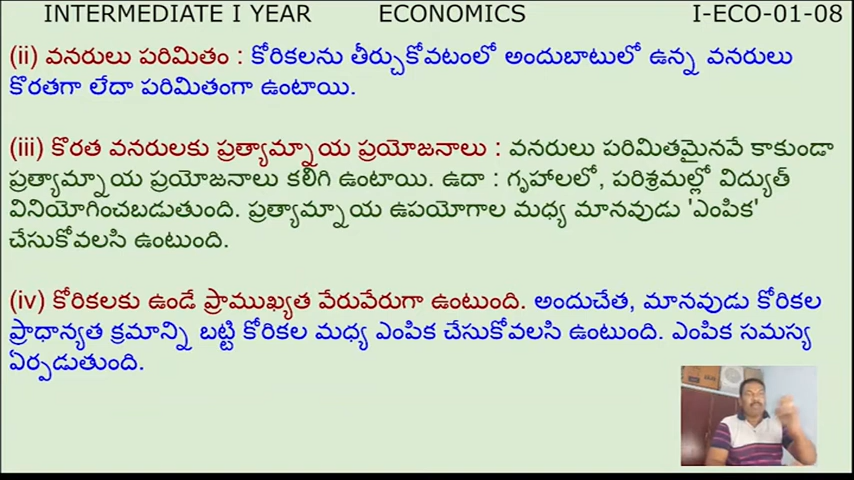 INTERMEDIATE I YEAR ECONOMICS I-ECO-01-08
(ii) వనరులు పరిమితం : కోరికలను తీర్చుకోవటంలో అందుబాటులో ఉన్న వనరులు
కొరతగా లేదా పరిమితంగా ఉంటాయి.
(iii) కొరత వనరులకు ప్రత్యామ్నాయ ప్రయోజనాలు : వనరులు పరిమితమైనవే కాకుండా
ప్రత్యామ్నాయ ప్రయోజనాలు కలిగి ఉంటాయి. ఉదా : గృహాలలో, పరిశ్రమల్లో విద్యుత్
వినియోగించబడుతుంది. ప్రత్యామ్నాయ ఉపయోగాల మధ్య మానవుడు 'ఎంపిక'
చేసుకోవలసి ఉంటుంది.
(iv) కోరికలకు ఉండే ప్రాముఖ్యత వేరువేరుగా ఉంటుంది. అందుచేత, మానవుడు కోరికల
ప్రాధాన్యత క్రమాన్ని బట్టి కోరికల మధ్య ఎంపిక చేసుకోవలసి ఉంటుంది. ఎంపిక సమస్య
ఏర్పడుతుంది.